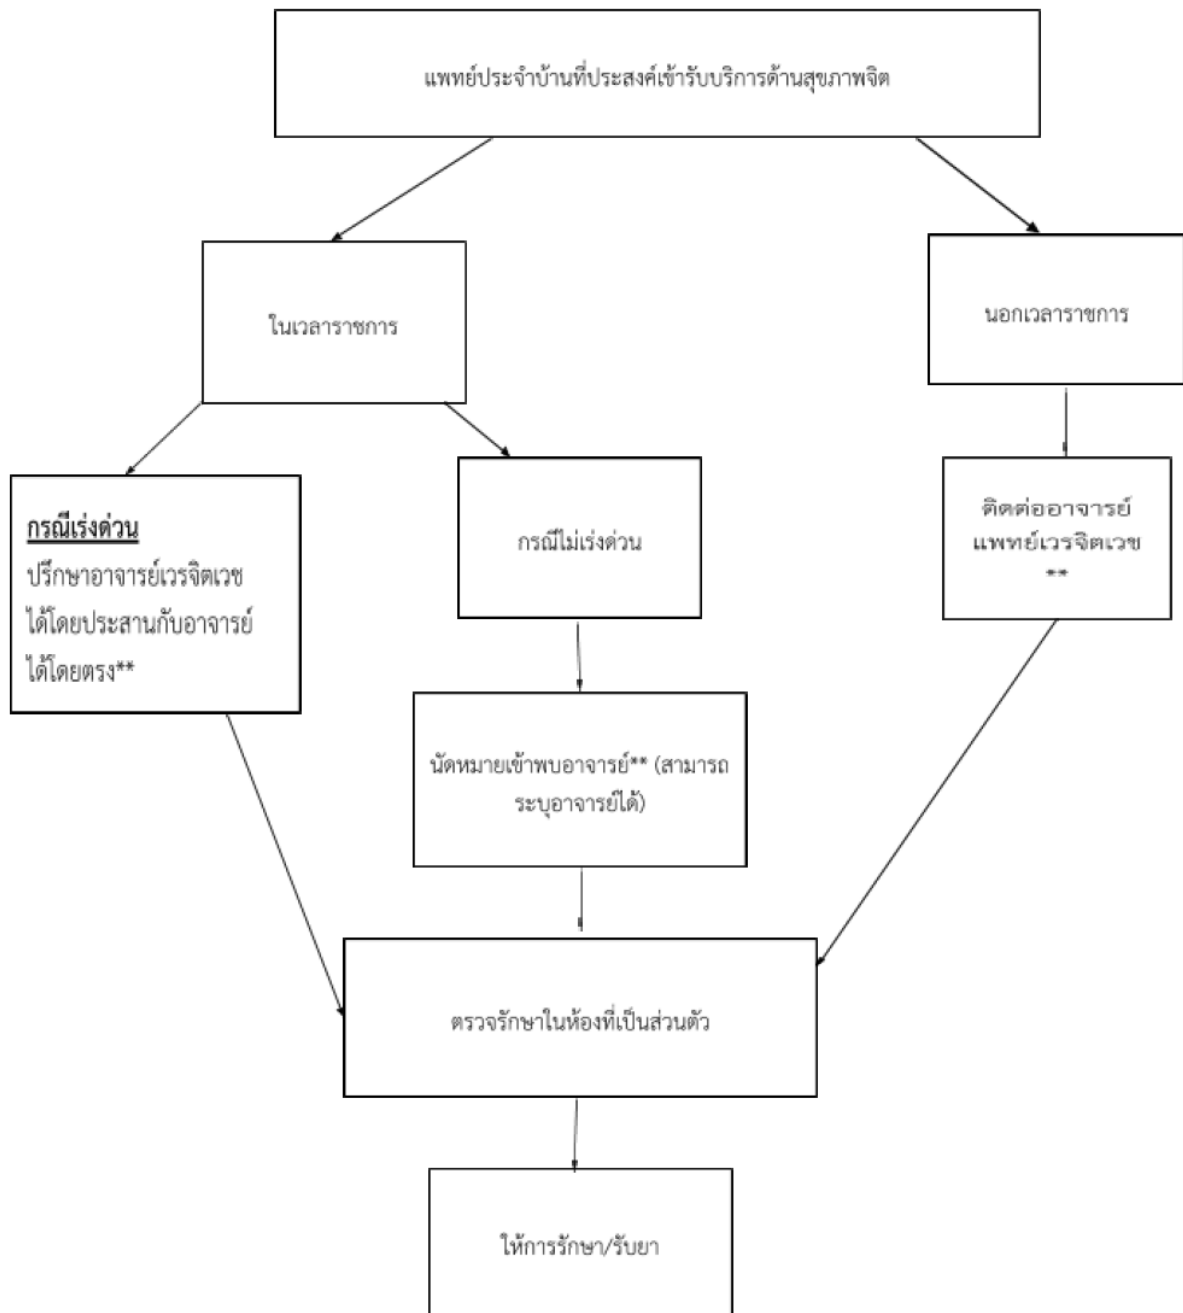 แพทย์ประจำบ้านที่ประสงค์เข้ารับบริการด้านสุขภาพจิต
ในเวลาราชการ
นอกเวลาราชการ
กรณีเร่งด่วน
ปรึกษาอาจารย์เวรจิตเวช
ได้โดยประสานกับอาจารย์
ได้โดยตรง**
กรณีไม่เร่งด่วน
ติดต่ออาจารย์
แพทย์เวรจิตเวช
**
นัดหมายเข้าพบอาจารย์** (สามารถ
ระบุอาจารย์ได้)
ตรวจรักษาในห้องที่เป็นส่วนตัว
ให้การรักษา/รับยา